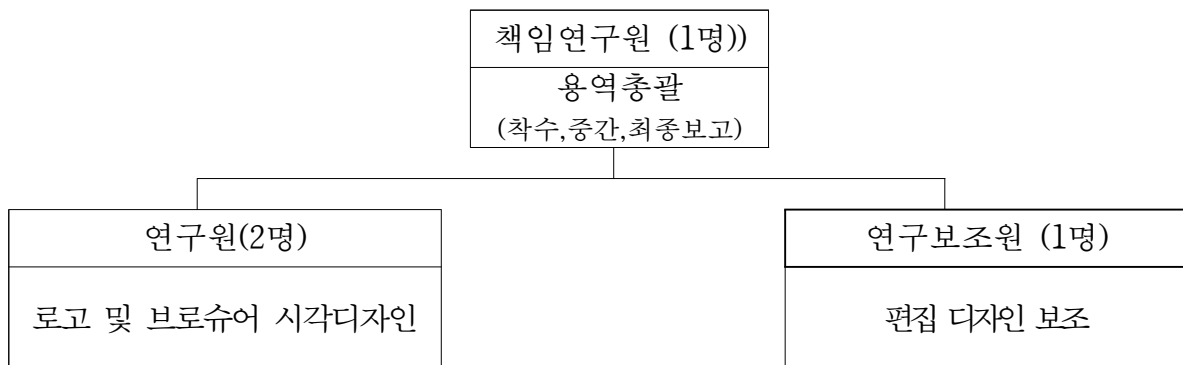 책임연구원 (1명))
용역총괄
(착수,중간,최종보고)
연구원(2명)
로고 및 브로슈어 시각디자인
연구보조원 (1명)
편집 디자인 보조